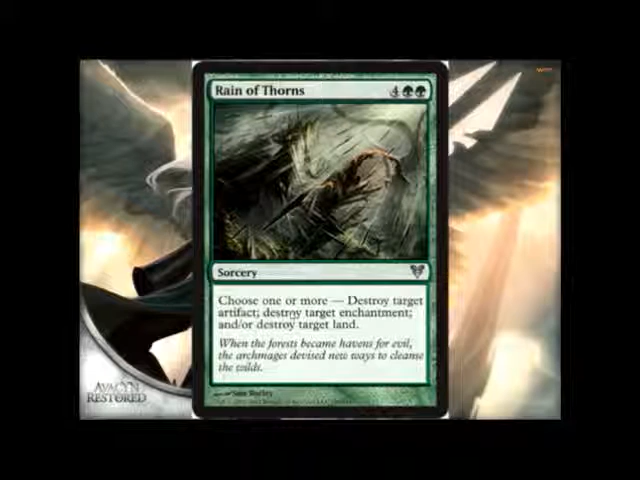 Rain of Thorns
4
Sorcery
Choose one or more — Destroy target
artifact; destroy target enchantment;
and/or destroy target land.
When the forests became havens for evil,
the archmages devised new ways to cleanse
the wilds.
AVACYN
RESTORED